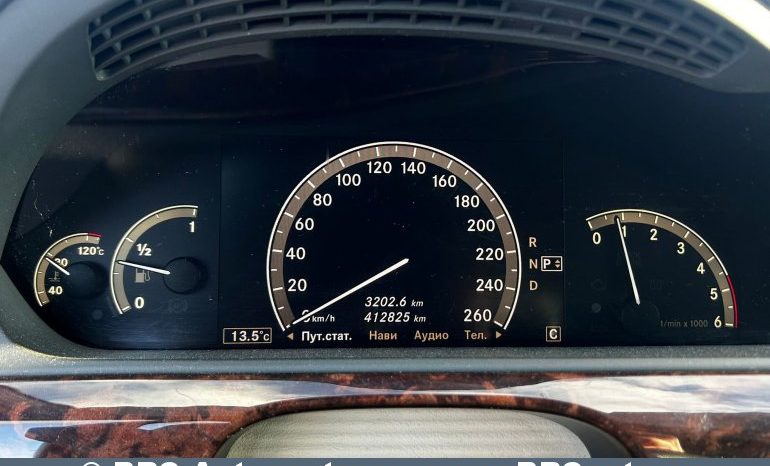 120°C
80
40
1
½
0
13.5°C
0 20 40 60 80 100 120 140 160 180 200 220 240 260
km/h
3202.6 km
412825 km
◄ Пут.стат. Нави Аудио Тел. ►
R
N P
D
C
0 1 2 3 4 5 6
1/min x 1000